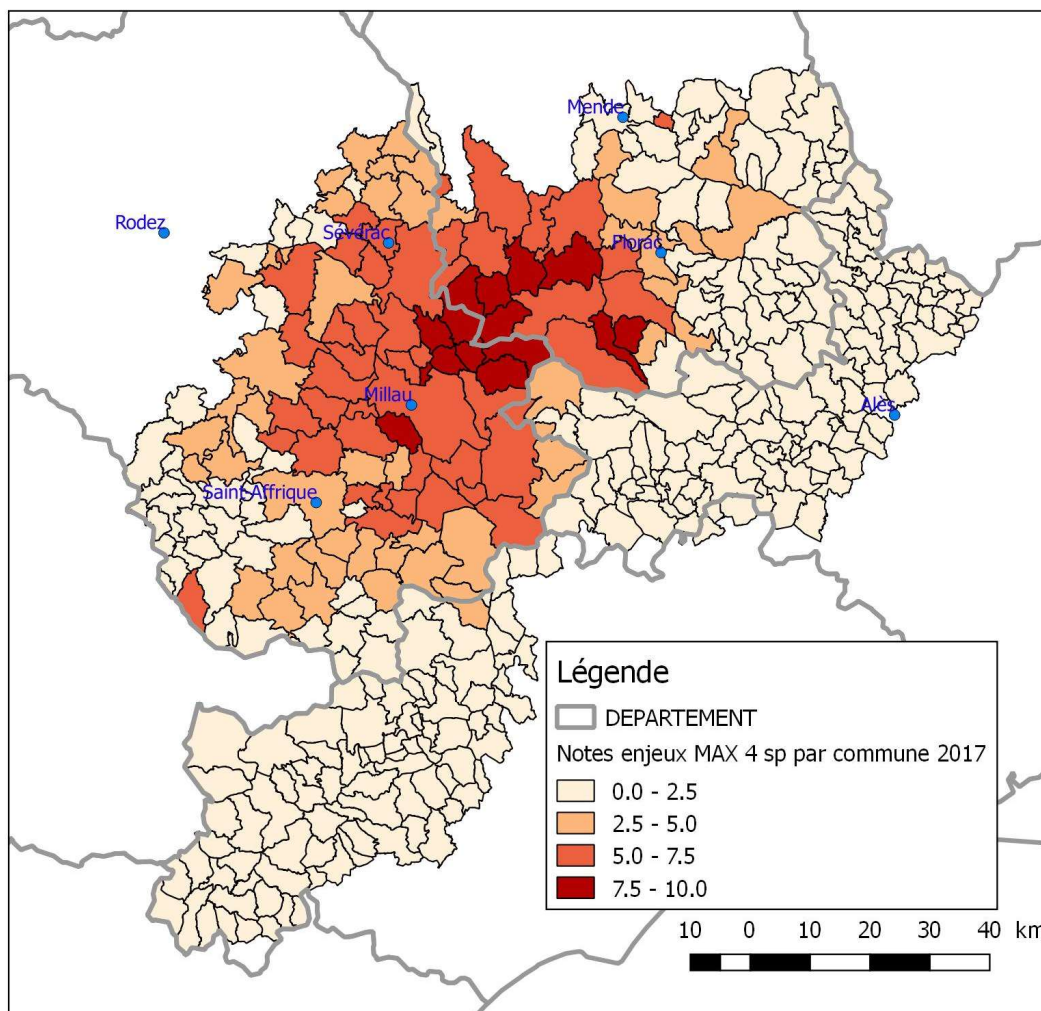 Mende
Rodez
Sévérac
Florac
Millau
Alès
Saint-Affrique
Légende
DEPARTEMENT
Notes enjeux MAX 4 sp par commune 2017
0.0 - 2.5
2.5 - 5.0
5.0 - 7.5
7.5 - 10.0
10 0 10 20 30 40 km